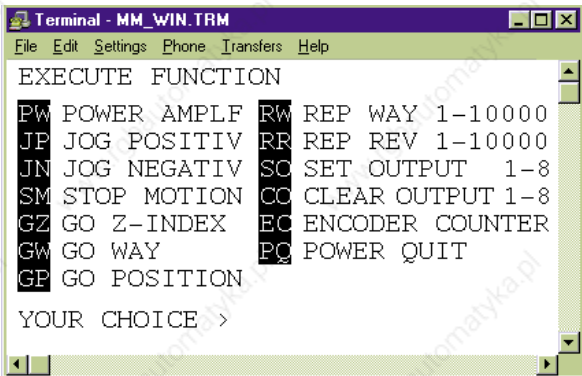 Terminal - MM_WIN.TRM
File Edit Settings Phone Transfers Help
EXECUTE FUNCTION
PW POWER AMPLF RW REP WAY 1-10000
JP JOG POSITIV RR REP REV 1-10000
JN JOG NEGATIV SO SET OUTPUT 1-8
SM STOP MOTION CO CLEAR OUTPUT 1-8
GZ GO Z-INDEX EC ENCODER COUNTER
GW GO WAY PQ POWER QUIT
GP GO POSITION
YOUR CHOICE >